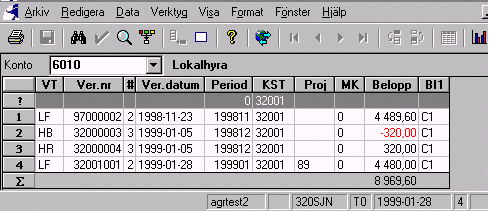 Arkiv Redigera Data Verktyg Visa Format Fönster Hjälp
Konto 6010 Lokalhyra
VT Ver.nr # Ver.datum Period KST Proj MK Belopp BI1
? 0 32001
1 LF 97000002 2 1998-11-23 199811 32001 0 4 489,60 C1
2 HB 32000003 3 1999-01-05 199812 32001 0 -320,00 C1
3 HR 32000004 3 1999-01-05 199812 32001 0 320,00 C1
4 LF 32001001 2 1999-01-28 199901 32001 89 0 4 480,00 C1
Σ 8 969,60
agrtest2 320SJN T0 1999-01-28 4